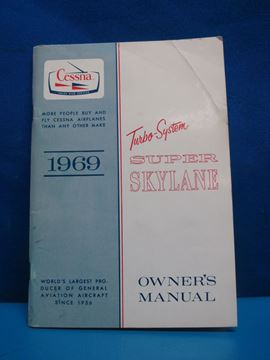 Cessna
MORE PEOPLE BUY AND
FLY CESSNA AIRPLANES
THAN ANY OTHER MAKE
1969
WORLD'S LARGEST PRO-
DUCER OF GENERAL
AVIATION AIRCRAFT
SINCE 1956
Turbo-System
SUPER
SKYLANE
OWNER'S
MANUAL